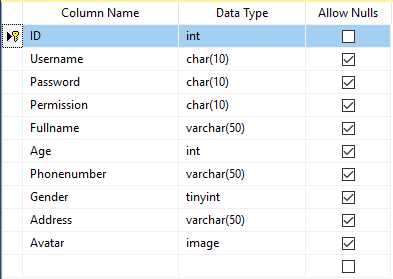 Column Name Data Type Allow Nulls
ID int
Username char(10)
Password char(10)
Permission char(10)
Fullname varchar(50)
Age int
Phonenumber varchar(50)
Gender tinyint
Address varchar(50)
Avatar image